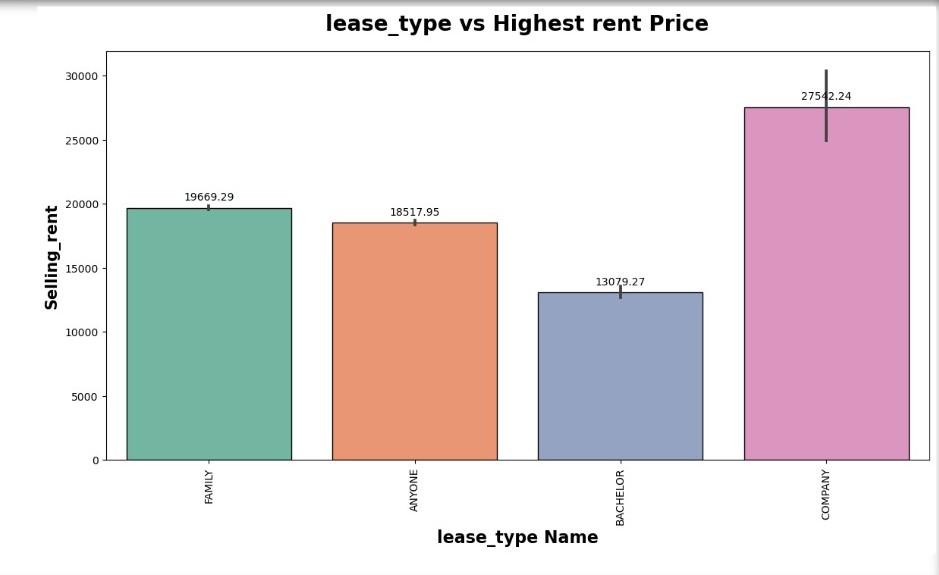 lease_type vs Highest rent Price
30000
25000
20000
15000
10000
5000
0
Selling_rent
19669.29
18517.95
13079.27
27542.24
FAMILY
ANYONE
BACHELOR
COMPANY
lease_type Name